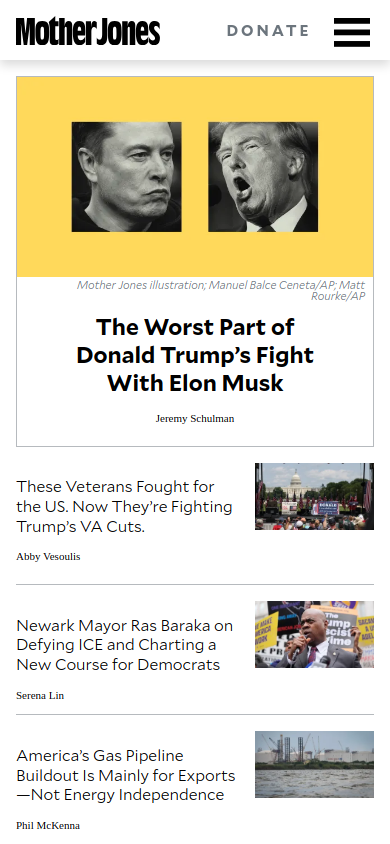 Mother Jones
DONATE
Mother Jones illustration; Manuel Balce Ceneta/AP; Matt
Rourke/AP
The Worst Part of
Donald Trump’s Fight
With Elon Musk
Jeremy Schulman
These Veterans Fought for
the US. Now They’re Fighting
Trump’s VA Cuts.
Abby Vesoulis
Newark Mayor Ras Baraka on
Defying ICE and Charting a
New Course for Democrats
Serena Lin
America’s Gas Pipeline
Buildout Is Mainly for Exports
—Not Energy Independence
Phil McKenna